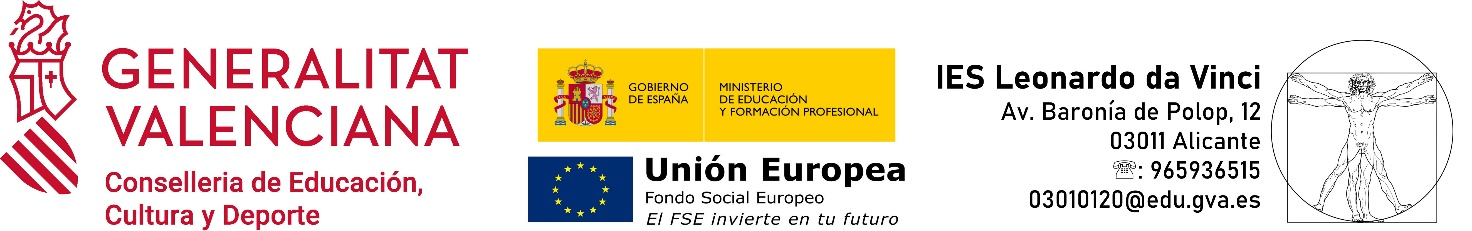 GENERALITAT
VALENCIANA
Conselleria de Educación,
Cultura y Deporte
GOBIERNO
DE ESPAÑA
MINISTERIO
DE EDUCACIÓN
Y FORMACIÓN PROFESIONAL
Unión Europea
Fondo Social Europeo
El FSE invierte en tu futuro
IES Leonardo da Vinci
Av. Baronía de Polop, 12
03011 Alicante
☏: 965936515
03010120@edu.gva.es